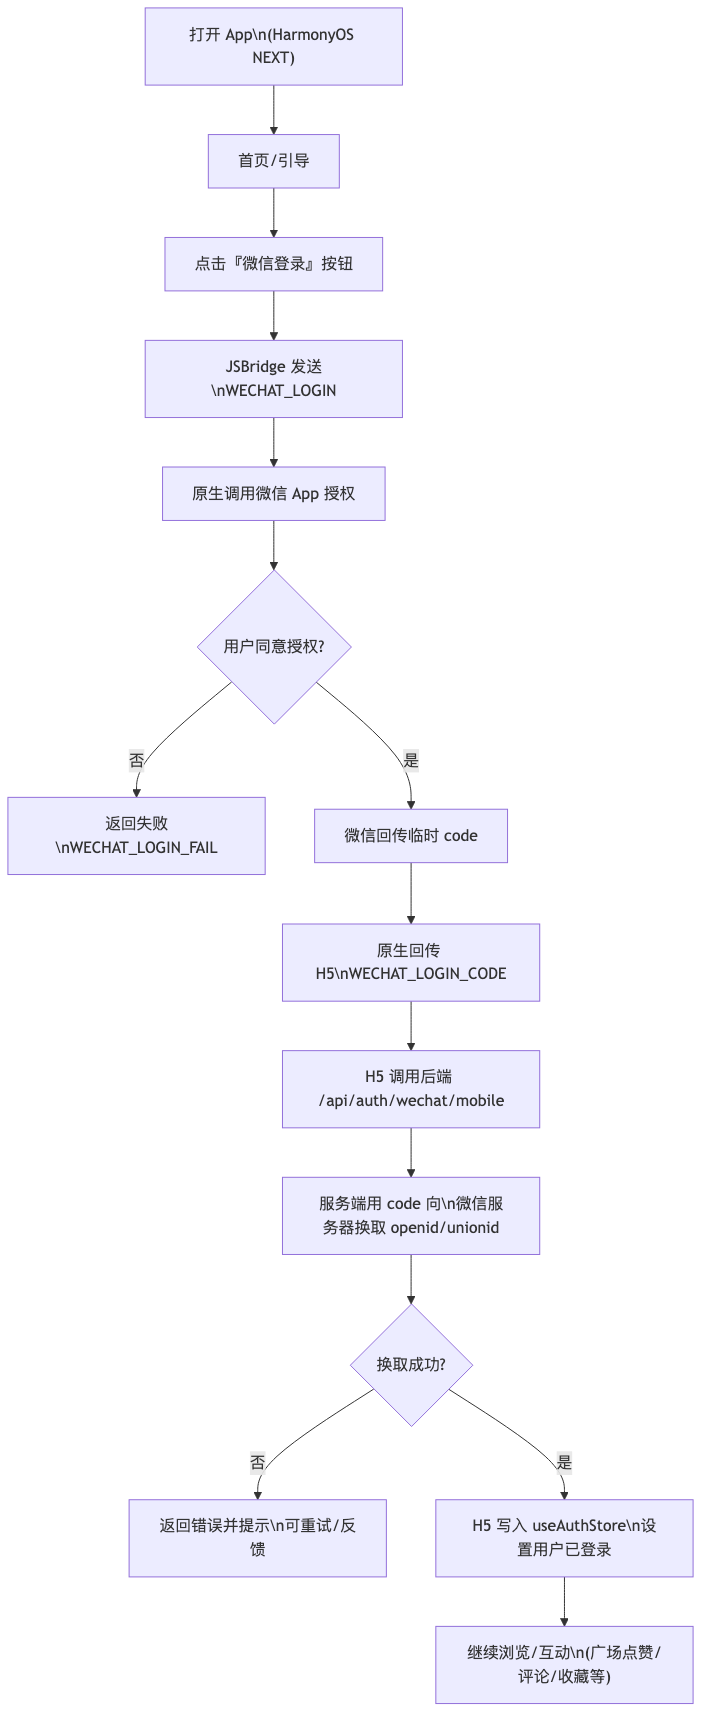 打开 App\n(HarmonyOS
NEXT)
首页/引导
点击『微信登录』按钮
JSBridge 发送
\nWECHAT_LOGIN
原生调用微信 App 授权
用户同意授权?
否
是
返回失败
\nWECHAT_LOGIN_FAIL
微信回传临时 code
原生回传
H5\nWECHAT_LOGIN_CODE
H5 调用后端
/api/auth/wechat/mobile
服务端用 code 向\n微信服
务器换取 openid/unionid
换取成功?
否
是
返回错误并提示\n可重试/反
馈
H5 写入 useAuthStore\n设
置用户已登录
继续浏览/互动\n(广场点赞/
评论/收藏等)